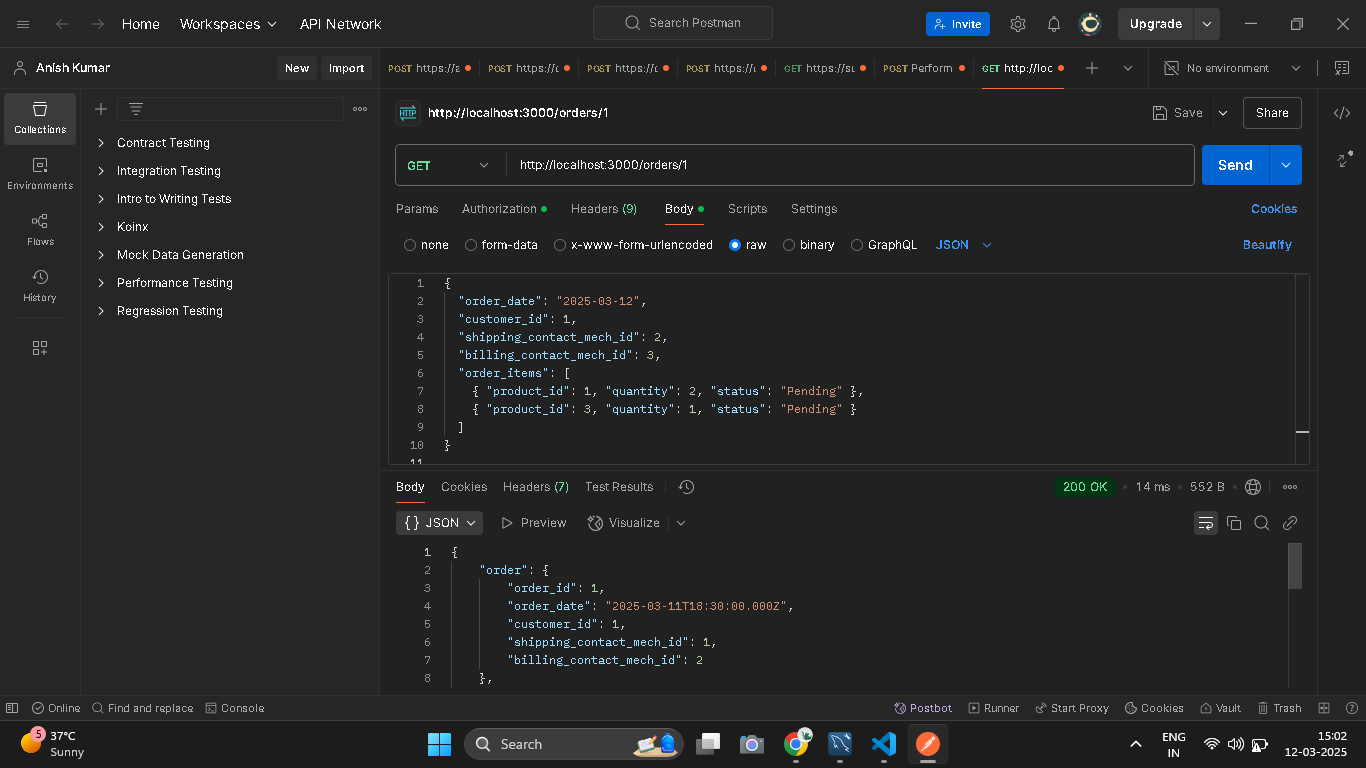 Home Workspaces API Network Search Postman Invite Upgrade
Anish Kumar New Import POST https://a POST https://c POST https://c POST https://i GET https://su POST Perform GET http://loc No environment
Collections
Environments
Flows
History
Contract Testing
Integration Testing
Intro to Writing Tests
Koinx
Mock Data Generation
Performance Testing
Regression Testing
HTTP http://localhost:3000/orders/1 Save Share
GET http://localhost:3000/orders/1 Send
Params Authorization Headers (9) Body Scripts Settings Cookies
none form-data x-www-form-urlencoded raw binary GraphQL JSON Beautify
1 {
2 "order_date": "2025-03-12",
3 "customer_id": 1,
4 "shipping_contact_mech_id": 2,
5 "billing_contact_mech_id": 3,
6 "order_items": [
7 { "product_id": 1, "quantity": 2, "status": "Pending" },
8 { "product_id": 3, "quantity": 1, "status": "Pending" }
9 ]
10 }
11
Body Cookies Headers (7) Test Results 200 OK • 14 ms • 552 B
{} JSON Preview Visualize
1 {
2 "order": {
3 "order_id": 1,
4 "order_date": "2025-03-11T18:30:00.000Z",
5 "customer_id": 1,
6 "shipping_contact_mech_id": 1,
7 "billing_contact_mech_id": 2
8 },
Online Find and replace Console Postbot Runner Start Proxy Cookies Vault Trash
5 37°C
Sunny
Search
ENG
IN
15:02
12-03-2025